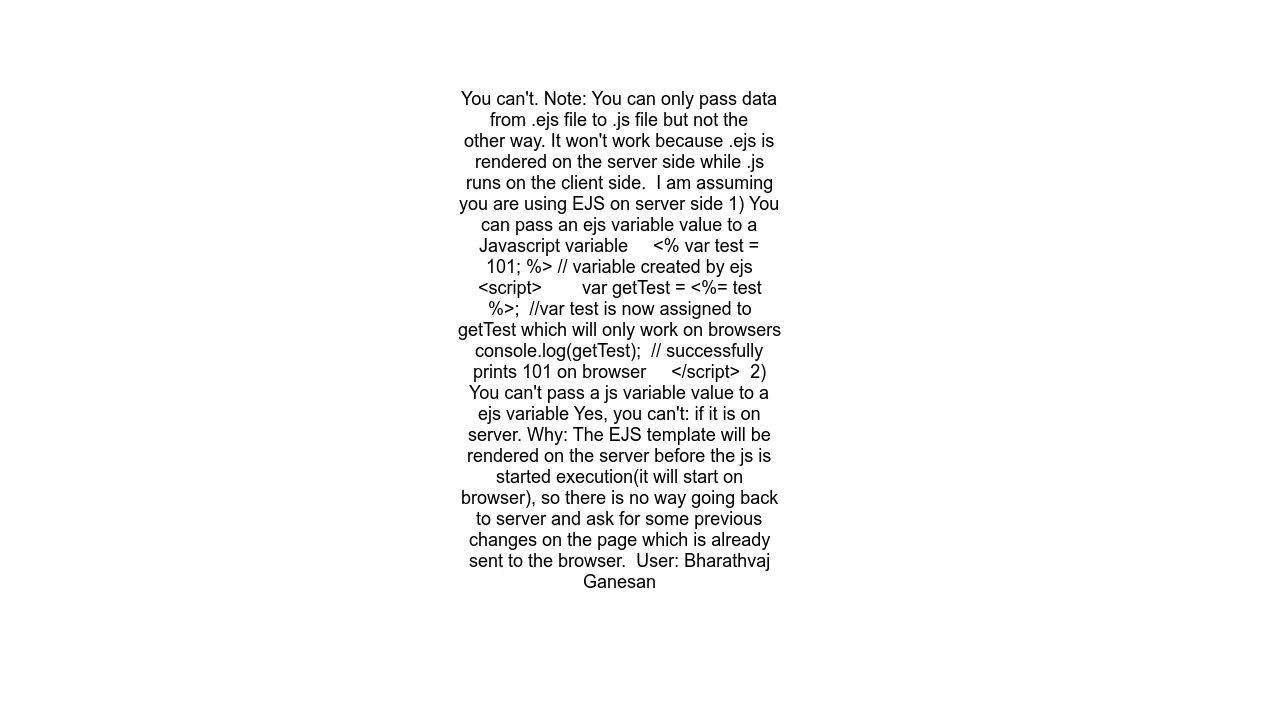 You can't. Note: You can only pass data
from .ejs file to .js file but not the
other way. It won't work because .ejs is
rendered on the server side while .js
runs on the client side.  I am assuming
you are using EJS on server side 1) You
can pass an ejs variable value to a
Javascript variable     <% var test =
101; %> // variable created by ejs
<script>        var getTest = <%= test
%>;  //var test is now assigned to
getTest which will only work on browsers
console.log(getTest);  // successfully
prints 101 on browser     </script>  2)
You can't pass a js variable value to a
ejs variable Yes, you can't: if it is on
server. Why: The EJS template will be
rendered on the server before the js is
started execution(it will start on
browser), so there is no way going back
to server and ask for some previous
changes on the page which is already
sent to the browser.  User: Bharathvaj
Ganesan